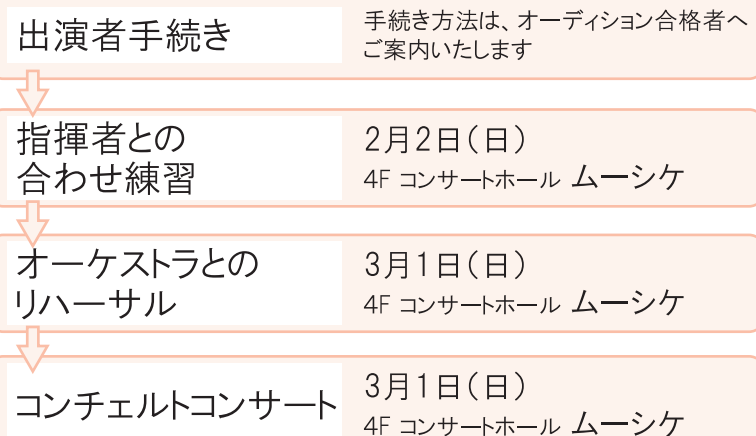 出演者手続き
手続き方法は、オーディション合格者へ
ご案内いたします
指揮者との
合わせ練習
2月2日(日)
4F コンサートホール ムーシケ
オーケストラとの
リハーサル
3月1日(日)
4F コンサートホール ムーシケ
コンチェルトコンサート
3月1日(日)
4F コンサートホール ムーシケ